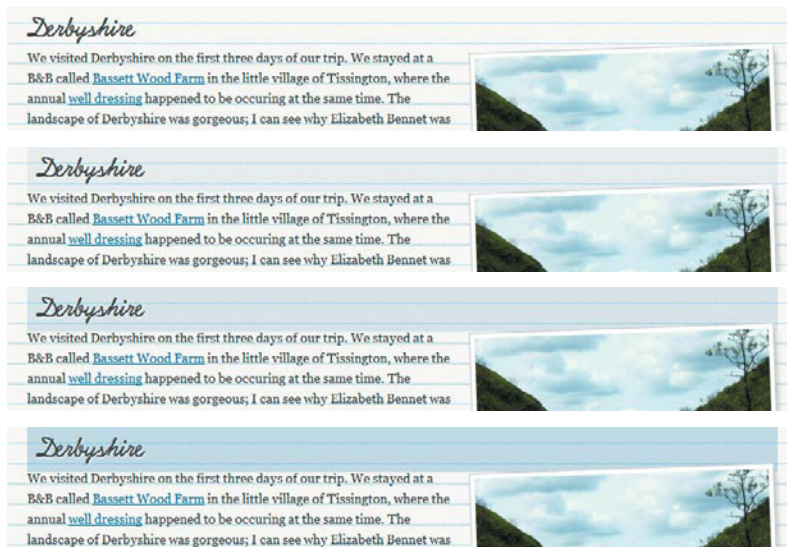 Derbyshire
We visited Derbyshire on the first three days of our trip. We stayed at a
B&B called Bassett Wood Farm in the little village of Tissington, where the
annual well dressing happened to be occuring at the same time. The
landscape of Derbyshire was gorgeous; I can see why Elizabeth Bennet was
Derbyshire
We visited Derbyshire on the first three days of our trip. We stayed at a
B&B called Bassett Wood Farm in the little village of Tissington, where the
annual well dressing happened to be occuring at the same time. The
landscape of Derbyshire was gorgeous; I can see why Elizabeth Bennet was
Derbyshire
We visited Derbyshire on the first three days of our trip. We stayed at a
B&B called Bassett Wood Farm in the little village of Tissington, where the
annual well dressing happened to be occuring at the same time. The
landscape of Derbyshire was gorgeous; I can see why Elizabeth Bennet was
Derbyshire
We visited Derbyshire on the first three days of our trip. We stayed at a
B&B called Bassett Wood Farm in the little village of Tissington, where the
annual well dressing happened to be occuring at the same time. The
landscape of Derbyshire was gorgeous; I can see why Elizabeth Bennet was